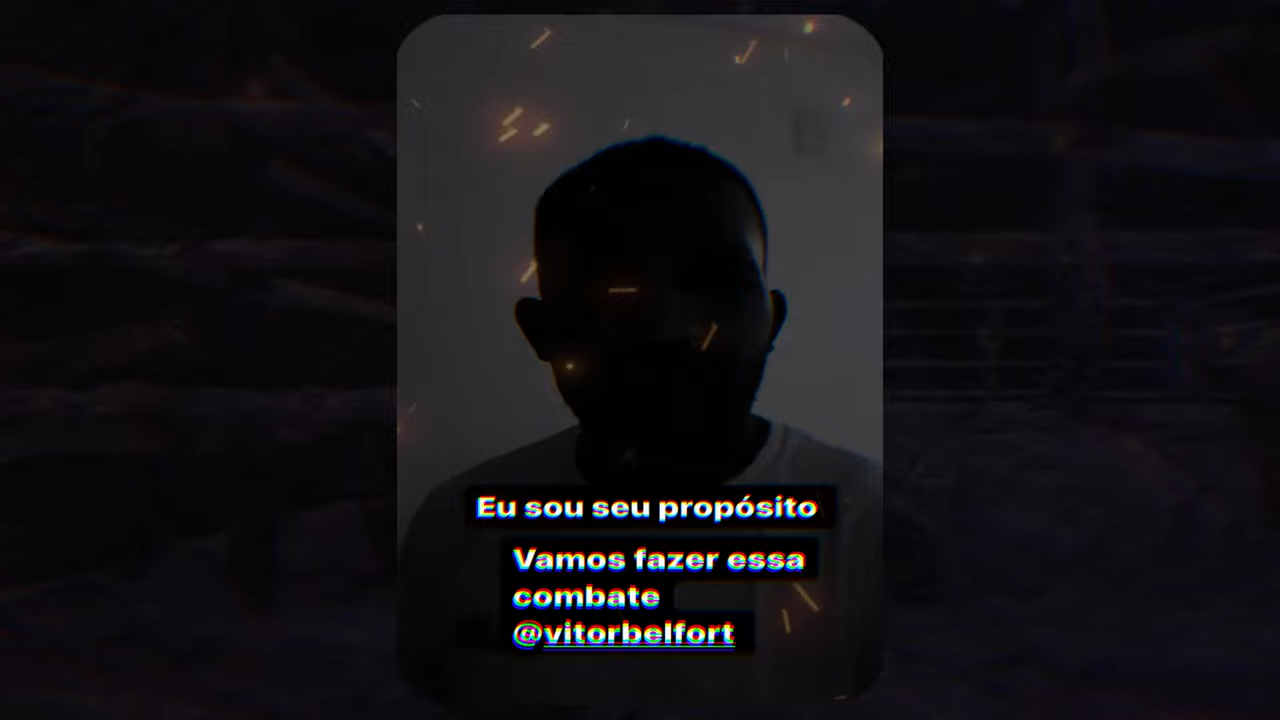 Eu sou seu propósito
Vamos fazer essa
combate
@vitorbelfort